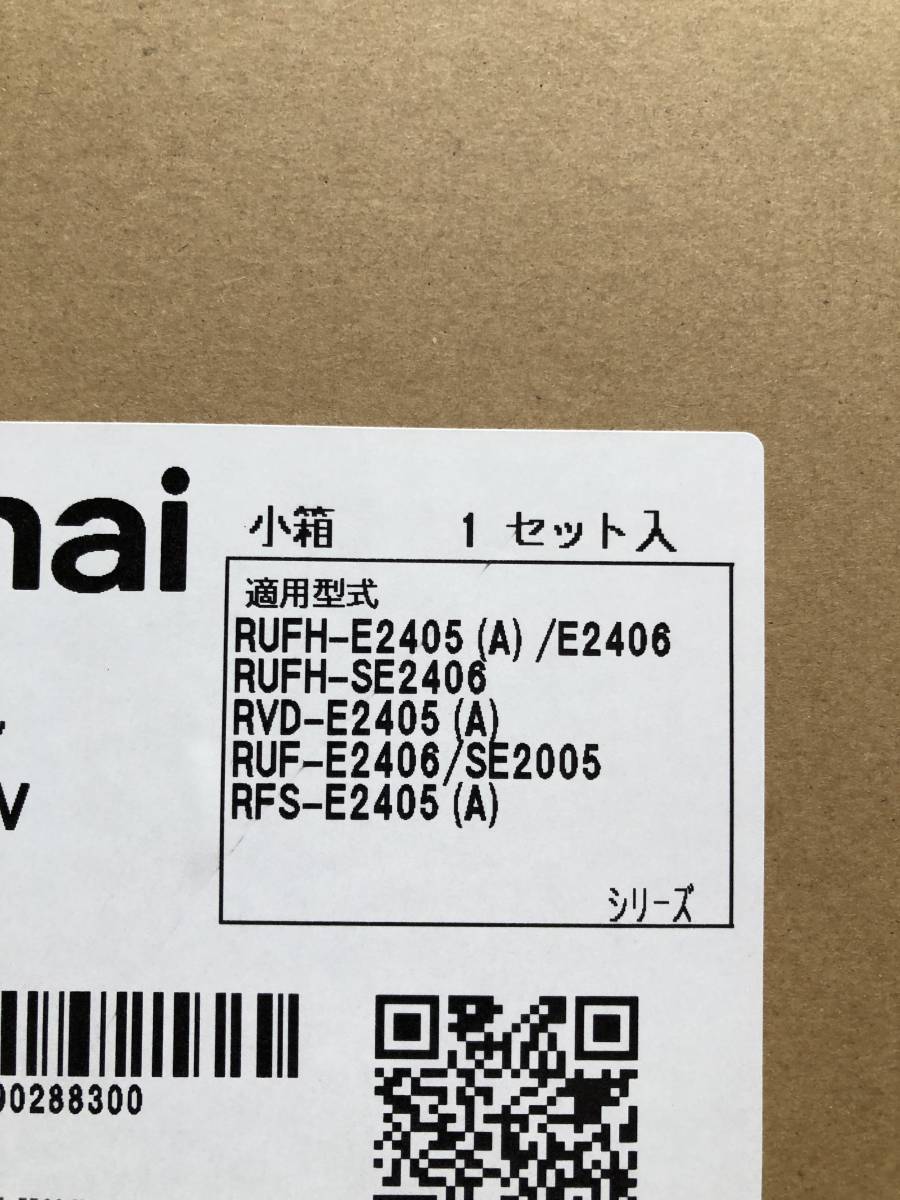 nai
小箱 1 セット入
適用型式
RUFH-E2405(A)/E2406
RUFH-SE2406
RVD-E2405(A)
RUF-E2406/SE2005
RFS-E2405(A)
V
シリーズ
90288300